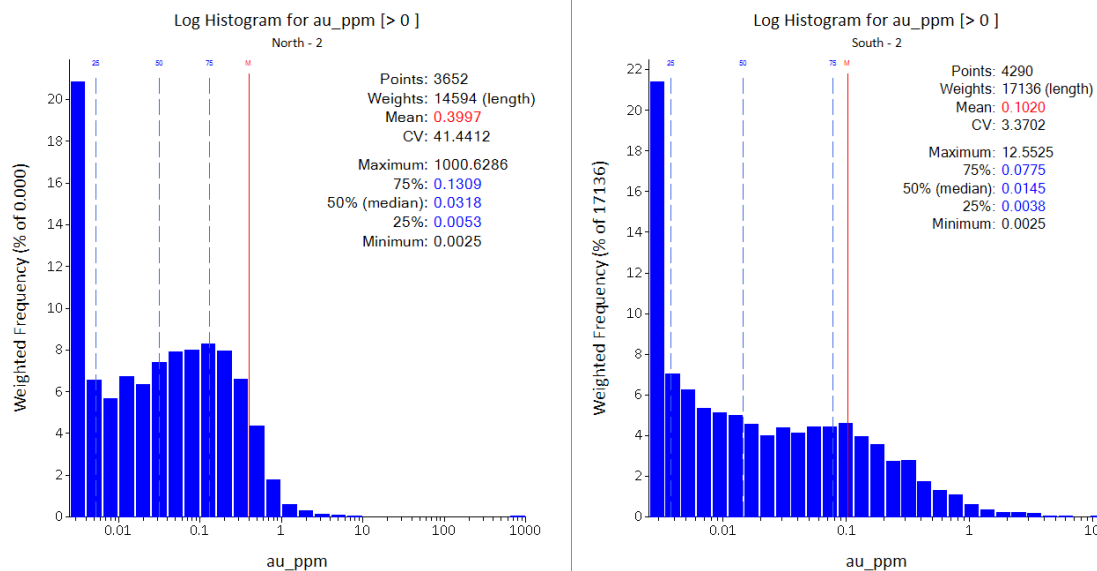 Log Histogram for au_ppm [> 0 ]
North - 2
25 50 75 M
Points: 3652
Weights: 14594 (length)
Mean: 0.3997
CV: 41.4412
Maximum: 1000.6286
75%: 0.1309
50% (median): 0.0318
25%: 0.0053
Minimum: 0.0025
Weighted Frequency (% of 0.000)
20
18
16
14
12
10
8
6
4
2
0
0.01 0.1 1 10 100 1000
au_ppm
Log Histogram for au_ppm [> 0 ]
South - 2
25 50 75 M
Points: 4290
Weights: 17136 (length)
Mean: 0.1020
CV: 3.3702
Maximum: 12.5525
75%: 0.0775
50% (median): 0.0145
25%: 0.0038
Minimum: 0.0025
Weighted Frequency (% of 17136)
22
20
18
16
14
12
10
8
6
4
2
0
0.01 0.1 1 10
au_ppm